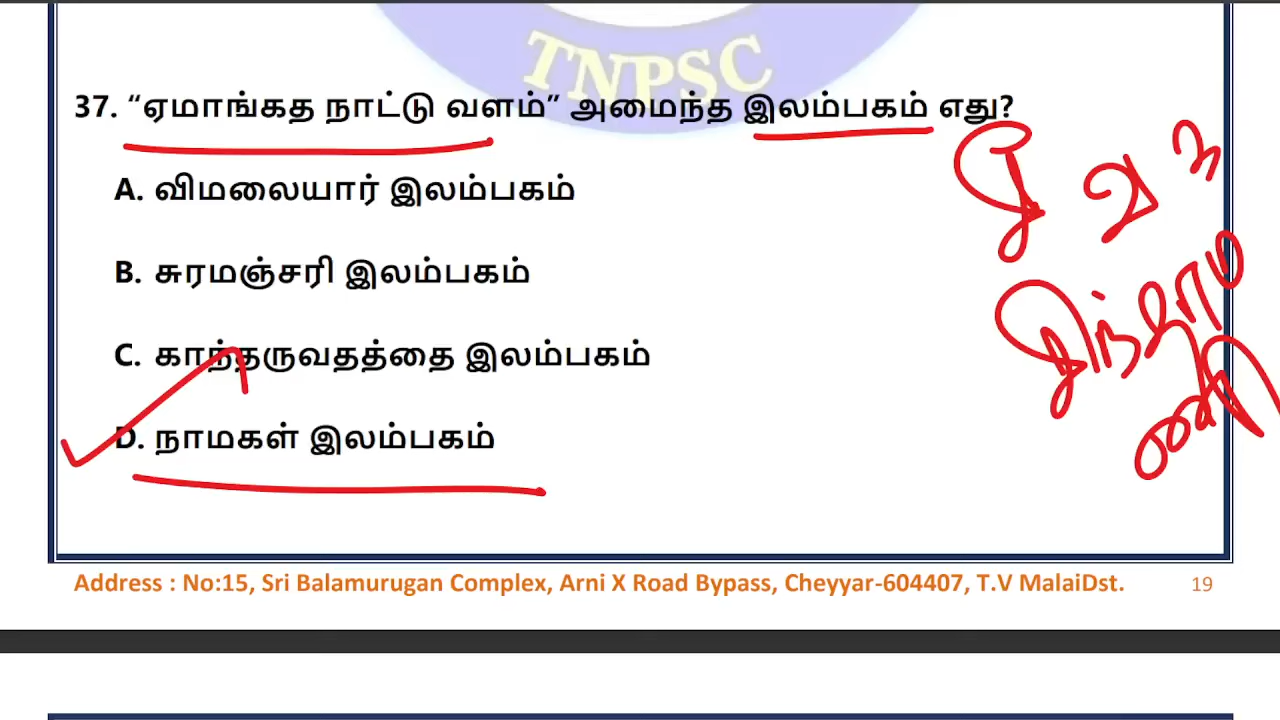 TNPSC
37. “ஏமாங்கத நாட்டு வளம்” அமைந்த இலம்பகம் எது?
A. விமலையார் இலம்பகம்
B. சுரமஞ்சரி இலம்பகம்
C. காந்தருவதத்தை இலம்பகம்
D. நாமகள் இலம்பகம்
Address : No:15, Sri Balamurugan Complex, Arni X Road Bypass, Cheyyar-604407, T.V MalaiDst.
19